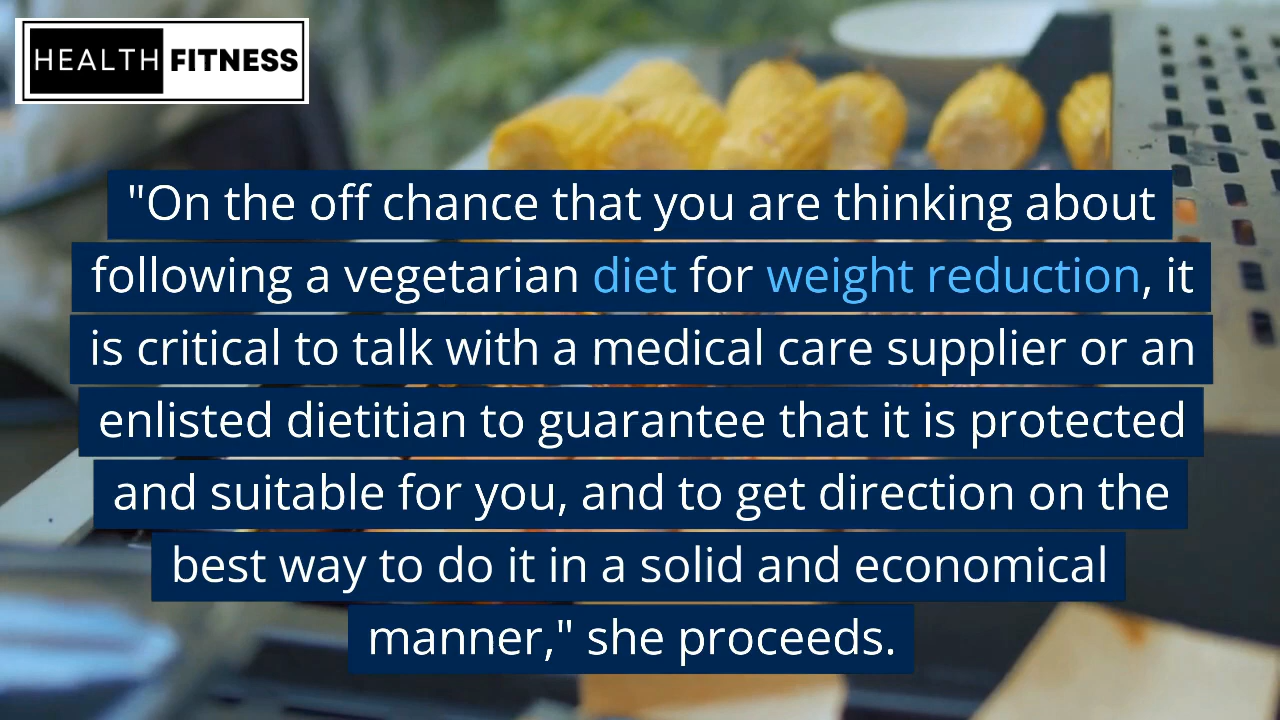 HEALTH FITNESS
"On the off chance that you are thinking about
following a vegetarian diet for weight reduction, it
is critical to talk with a medical care supplier or an
enlisted dietitian to guarantee that it is protected
and suitable for you, and to get direction on the
best way to do it in a solid and economical
manner," she proceeds.